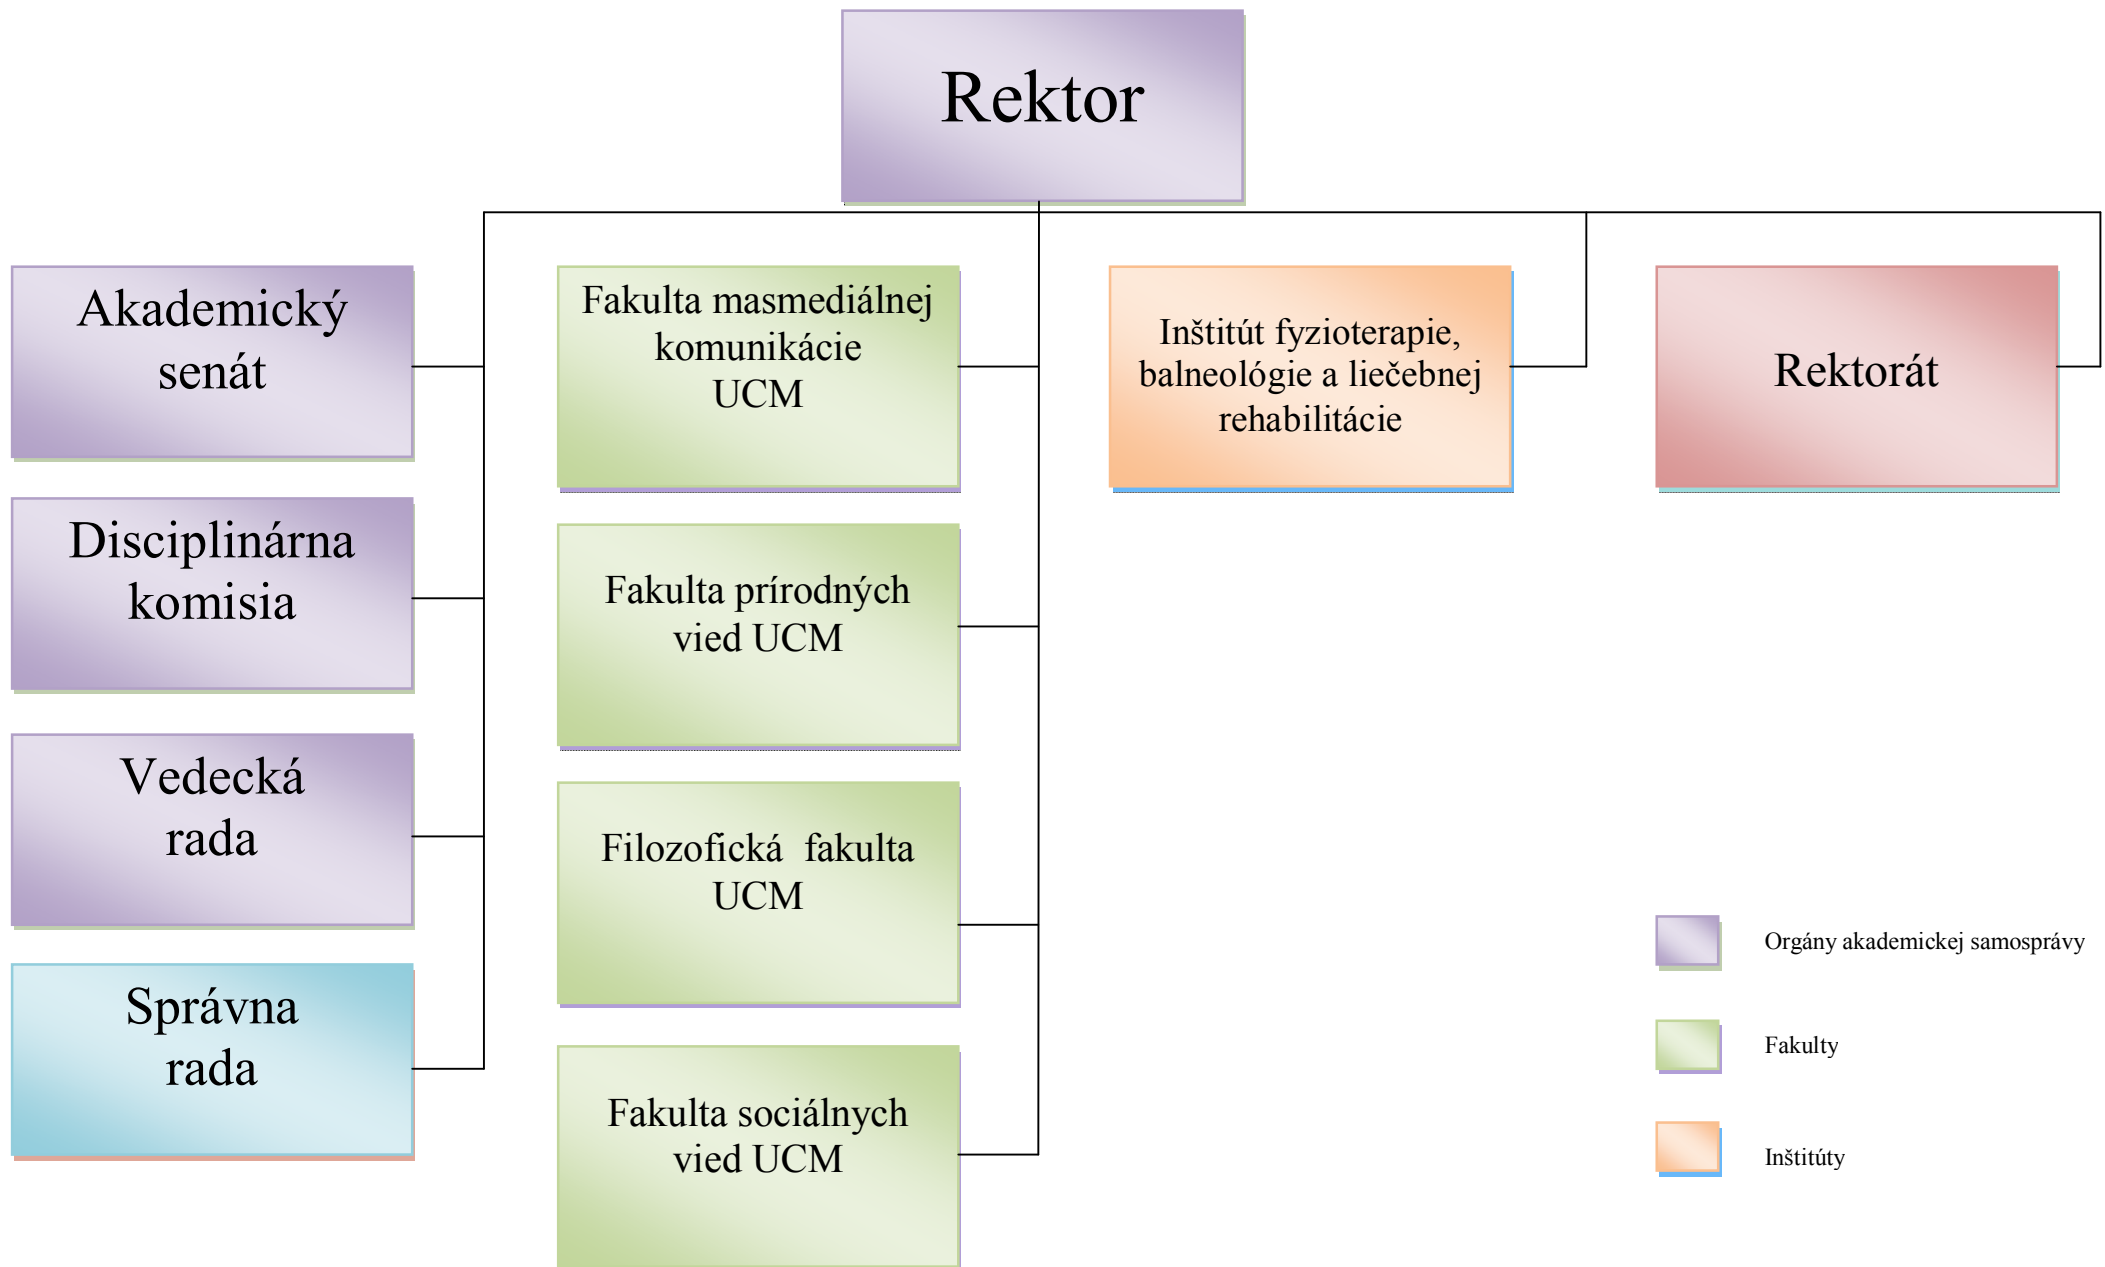 Rektor
Akademický
senát
Disciplinárna
komisia
Vedecká
rada
Správna
rada
Fakulta masmediálnej
komunikácie
UCM
Fakulta prírodných
vied UCM
Filozofická  fakulta
UCM
Fakulta sociálnych
vied UCM
Inštitút fyzioterapie,
balneológie a liečebnej
rehabilitácie
Rektorát
Orgány akademickej samosprávy
Fakulty
Inštitúty